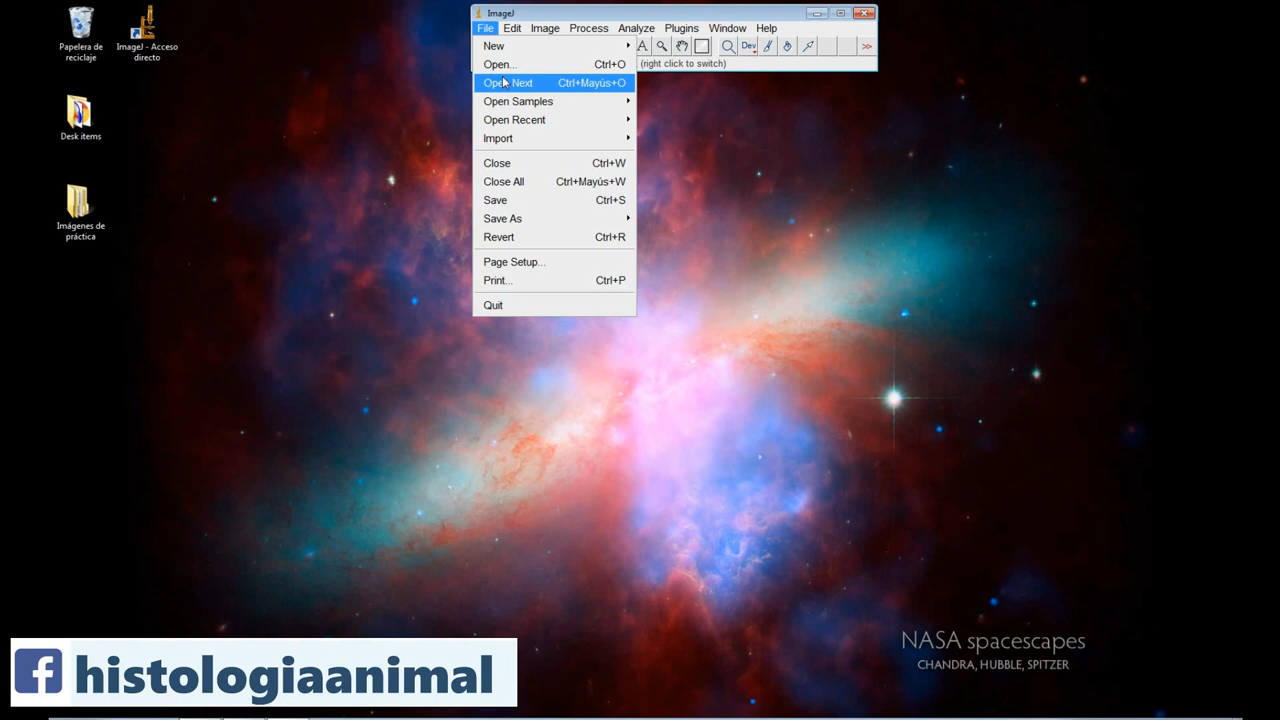 ImageJ
File Edit Image Process Analyze Plugins Window Help
A Dev >>
(right click to switch)
New
Open... Ctrl+O
Open Next Ctrl+Mayús+O
Open Samples
Open Recent
Import
Close Ctrl+W
Close All Ctrl+Mayús+W
Save Ctrl+S
Save As
Revert Ctrl+R
Page Setup...
Print... Ctrl+P
Quit
Papelera de
reciclaje
ImageJ - Acceso
directo
Desk items
Imágenes de
práctica
NASA spacescapes
CHANDRA, HUBBLE, SPITZER
f histologiaanimal